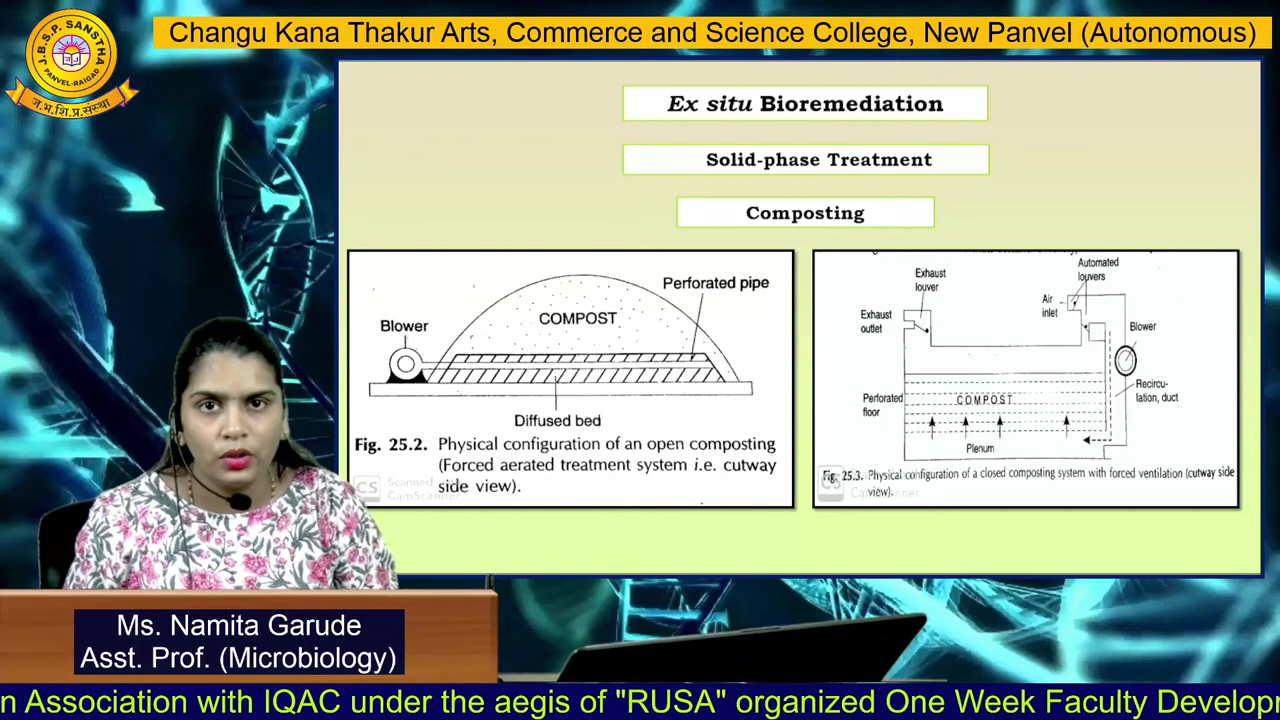 Changu Kana Thakur Arts, Commerce and Science College, New Panvel (Autonomous)
J.B.S.P. SANSTHA
PANVEL-RAIGAD
ज.भ.शि.प्र.संस्था
Ex situ Bioremediation
Solid-phase Treatment
Composting
Perforated pipe
COMPOST
Blower
Diffused bed
Fig. 25.2. Physical configuration of an open composting
(Forced aerated treatment system i.e. cutway
side view).
CS
Scanned
CamScanner
Exhaust
louver
Automated
louvers
Air
inlet
Exhaust
outlet
Blower
Perforated
floor
COMPOST
Recircu-
lation, duct
Plenum
Fig. 25.3. Physical configuration of a closed composting system with forced ventilation (cutway side
view).
CS
Ms. Namita Garude
Asst. Prof. (Microbiology)
n Association with IQAC under the aegis of "RUSA" organized One Week Faculty Develop